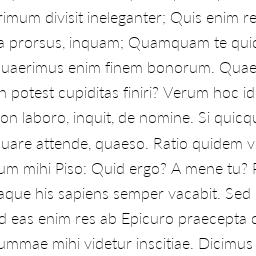 rimum divisit ineleganter; Quis enim re
a prorsus, inquam; Quamquam te quid
uaerimus enim finem bonorum. Quae
n potest cupiditas finiri? Verum hoc id
on laboro, inquit, de nomine. Si quicqu
uare attende, quaeso. Ratio quidem v
um mihi Piso: Quid ergo? A mene tu?
aque his sapiens semper vacabit. Sed
d eas enim res ab Epicuro praecepta
ummae mihi videtur inscitiae. Dicimus